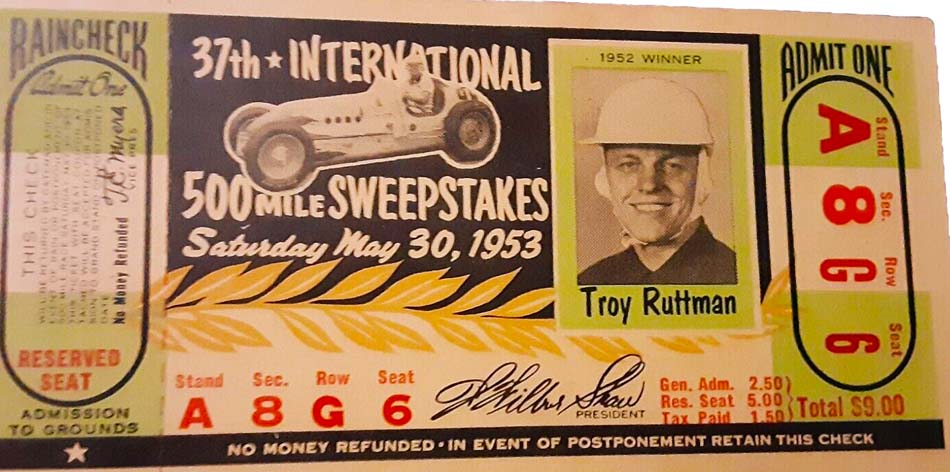 RAINCHECK
Admit One
THIS CHECK
T.E. Myers
VICE PRES
No Money Refunded
DATE
RESERVED
SEAT
ADMISSION
TO GROUNDS
37th ★ INTERNATIONAL
500 MILE SWEEPSTAKES
Saturday May 30, 1953
1952 WINNER
Troy Ruttman
Stand Sec. Row Seat
A 8 G 6
Wilbur Shaw
PRESIDENT
Gen. Adm. 2.50
Res. Seat 5.00
Tax Paid 1.50
Total $9.00
ADMIT ONE
Stand A
Sec. 8
Row G
Seat 6
NO MONEY REFUNDED • IN EVENT OF POSTPONEMENT RETAIN THIS CHECK